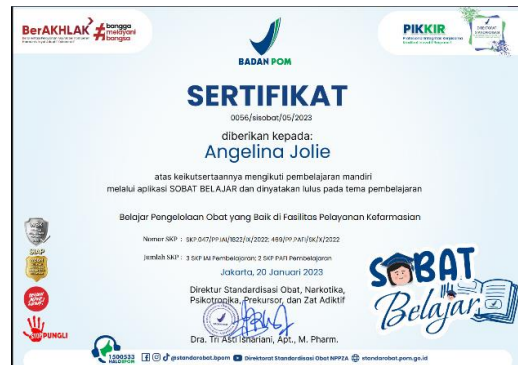 BerAKHLAK
bangga
melayani
bangsa
BADAN POM
PIKKIR
SERTIFIKAT
0056/sisobat/05/2023
diberikan kepada:
Angelina Jolie
atas keikutsertaannya mengikuti pembelajaran mandiri
melalui aplikasi SOBAT BELAJAR dan dinyatakan lulus pada tema pembelajaran
Belajar Pengelolaan Obat yang Baik di Fasilitas Pelayanan Kefarmasian
Nomor SKP : SKP.047/PP.IAI/1822/IX/2022; 489/PP.PAFI/SK/X/2022
Jumlah SKP : 3 SKP IAI Pembelajaran; 2 SKP PAFI Pembelajaran
Jakarta, 20 Januari 2023
Direktur Standardisasi Obat, Narkotika,
Psikotropika, Prekursor, dan Zat Adiktif
Dra. Tri Asti Isnariani, Apt., M. Pharm.
SIAP
PUNGLI
SOBAT
Belajar
1500533
HALOBPOM
@standarobat.bpom
Direktorat Standardisasi Obat NPPZA
standarobat.pom.go.id